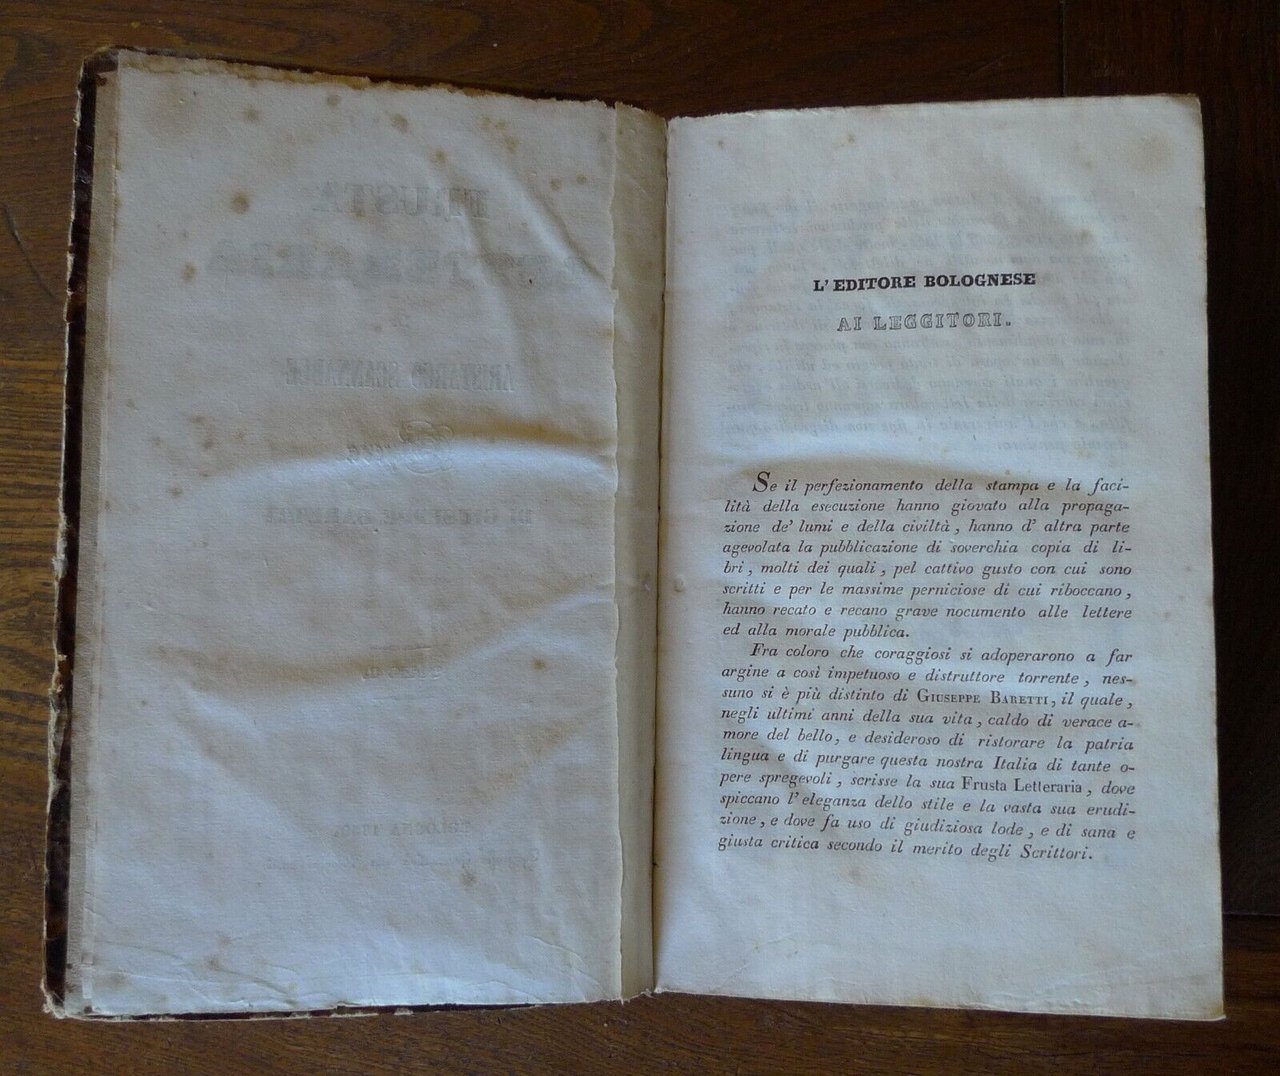 L' EDITORE BOLOGNESE
AI LEGGITORI.
Se il perfezionamento della stampa e la faci-
lità della esecuzione hanno giovato alla propaga-
zione de' lumi e della civiltà, hanno d' altra parte
agevolata la pubblicazione di soverchia copia di li-
bri, molti dei quali, pel cattivo gusto con cui sono
scritti e per le massime perniciose di cui riboccano,
hanno recato e recano grave nocumento alle lettere
ed alla morale pubblica.
Fra coloro che coraggiosi si adoperarono a far
argine a così impetuoso e distruttore torrente, nes-
suno si è più distinto di GIUSEPPE BARETTI, il quale,
negli ultimi anni della sua vita, caldo di verace a-
more del bello, e desideroso di ristorare la patria
lingua e di purgare questa nostra Italia di tante o-
pere spregevoli, scrisse la sua Frusta Letteraria, dove
spiccano l' eleganza dello stile e la vasta sua erudi-
zione, e dove fa uso di giudiziosa lode, e di sana e
giusta critica secondo il merito degli Scrittori.